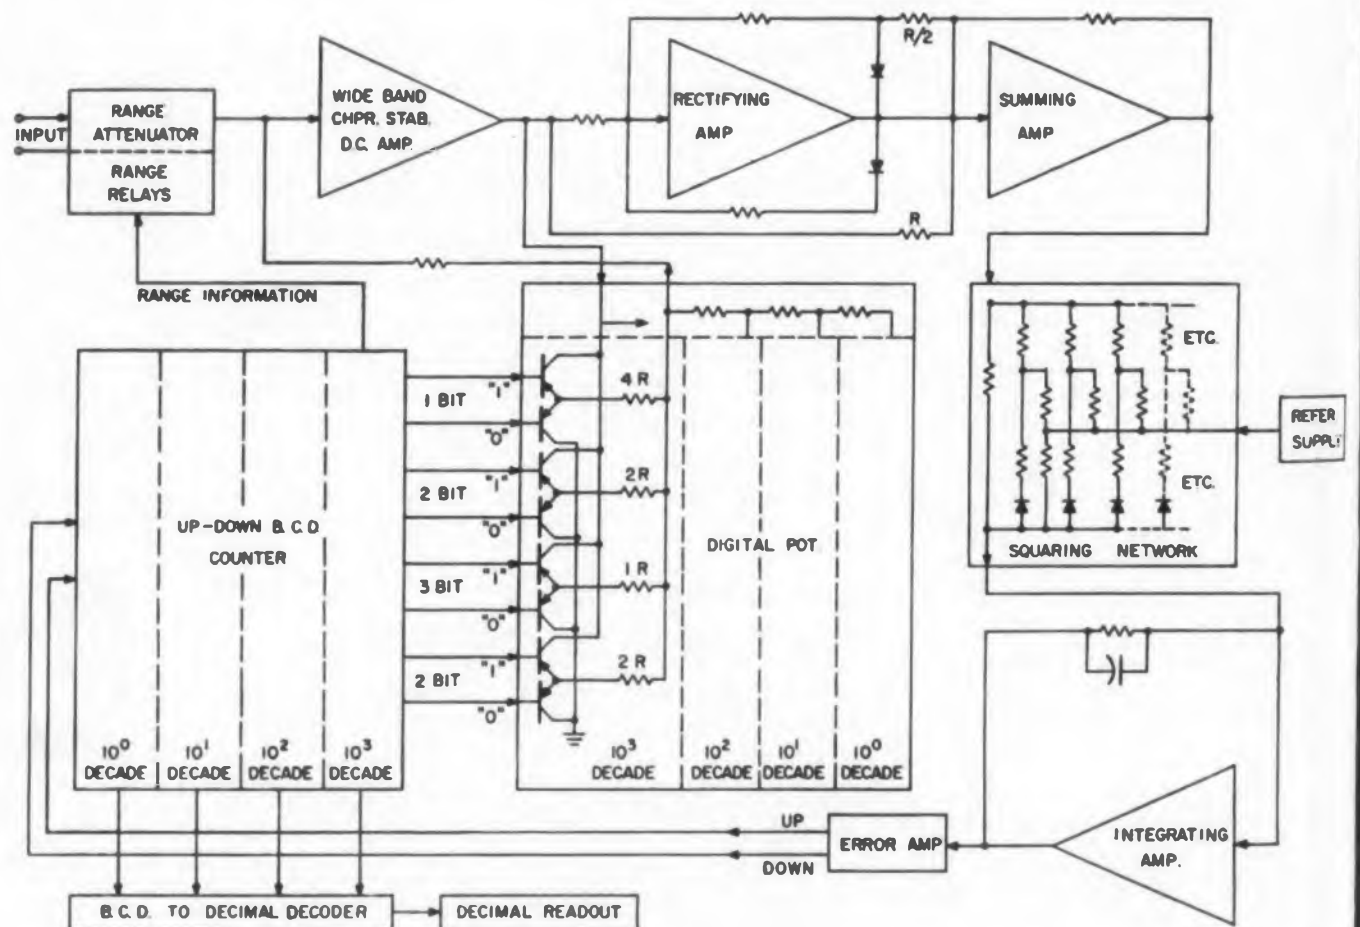 INPUT
RANGE
ATTENUATOR
RANGE
RELAYS
WIDE BAND
CHPR. STAB.
D.C. AMP.
RECTIFYING
AMP
R/2
R
SUMMING
AMP
RANGE INFORMATION
UP-DOWN B.C.D.
COUNTER
10⁰
DECADE
10¹
DECADE
10²
DECADE
10³
DECADE
1 BIT
"1"
"0"
2 BIT
"1"
"0"
3 BIT
"1"
"0"
2 BIT
"1"
"0"
4 R
2R
1 R
2 R
DIGITAL POT.
10³
DECADE
10²
DECADE
10¹
DECADE
10⁰
DECADE
ETC.
ETC.
SQUARING NETWORK
REFER
SUPPL
INTEGRATING
AMP.
ERROR AMP
UP
DOWN
B.C.D. TO DECIMAL DECODER
DECIMAL READOUT